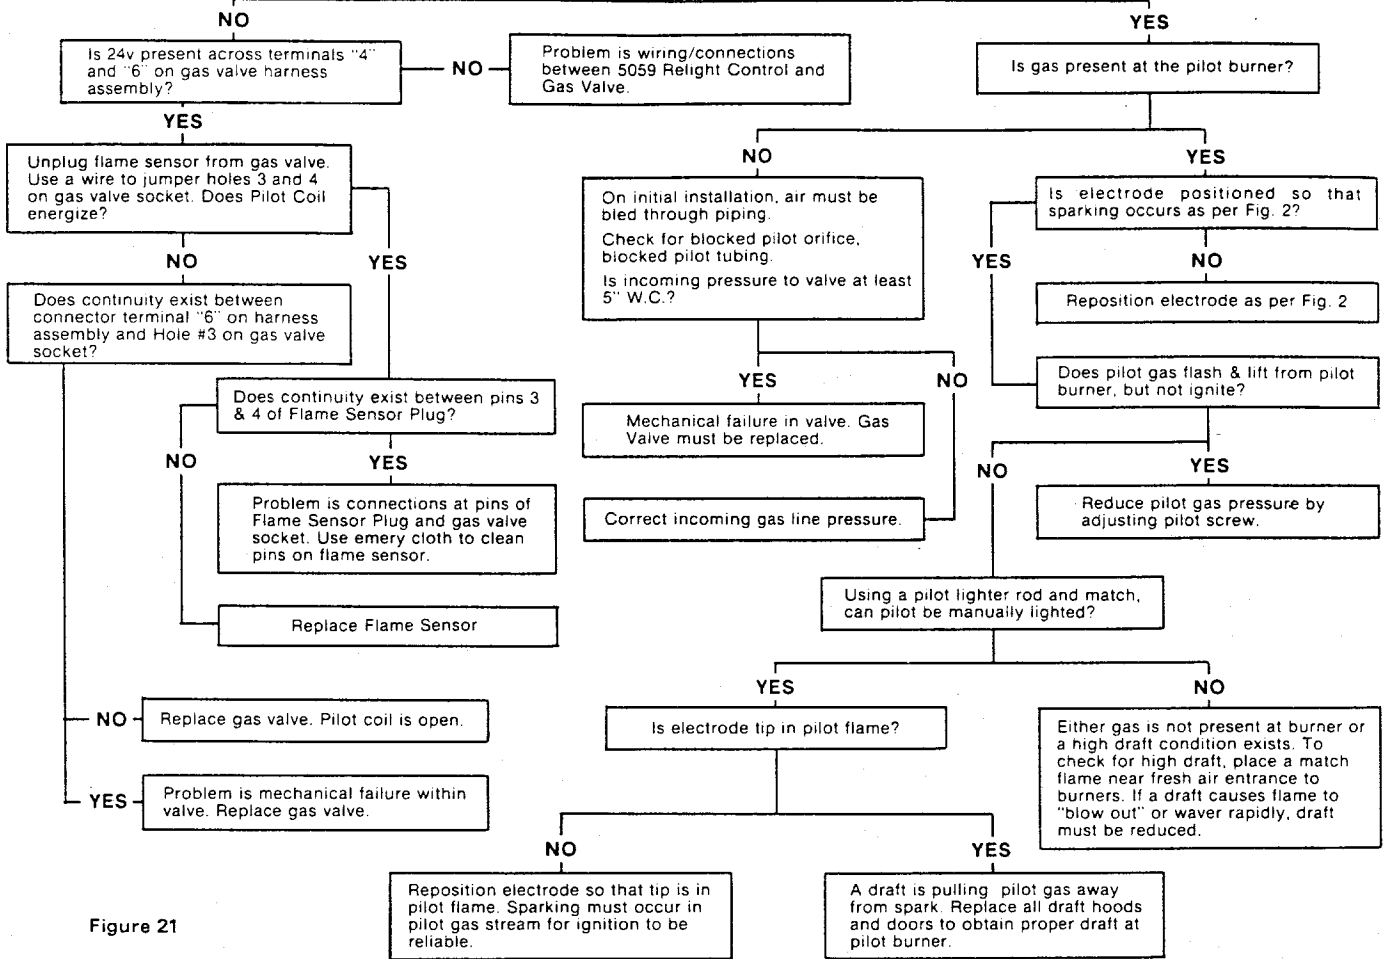 NO
YES
Is 24v present across terminals "4"
and "6" on gas valve harness
assembly?
NO
Problem is wiring/connections
between 5059 Relight Control and
Gas Valve.
Is gas present at the pilot burner?
YES
Unplug flame sensor from gas valve.
Use a wire to jumper holes 3 and 4
on gas valve socket. Does Pilot Coil
energize?
NO
YES
Does continuity exist between
connector terminal "6" on harness
assembly and Hole #3 on gas valve
socket?
Does continuity exist between pins 3
& 4 of Flame Sensor Plug?
NO
YES
Problem is connections at pins of
Flame Sensor Plug and gas valve
socket. Use emery cloth to clean
pins on flame sensor.
Replace Flame Sensor
NO
Replace gas valve. Pilot coil is open.
YES
Problem is mechanical failure within
valve. Replace gas valve.
NO
YES
On initial installation, air must be
bled through piping.
Check for blocked pilot orifice,
blocked pilot tubing.
Is incoming pressure to valve at least
5" W.C.?
YES
NO
Mechanical failure in valve. Gas
Valve must be replaced.
Correct incoming gas line pressure.
Is electrode positioned so that
sparking occurs as per Fig. 2?
YES
NO
Reposition electrode as per Fig. 2
Does pilot gas flash & lift from pilot
burner, but not ignite?
NO
YES
Reduce pilot gas pressure by
adjusting pilot screw.
Using a pilot lighter rod and match,
can pilot be manually lighted?
YES
NO
Is electrode tip in pilot flame?
Either gas is not present at burner or
a high draft condition exists. To
check for high draft, place a match
flame near fresh air entrance to
burners. If a draft causes flame to
"blow out" or waver rapidly, draft
must be reduced.
NO
YES
Reposition electrode so that tip is in
pilot flame. Sparking must occur in
pilot gas stream for ignition to be
reliable.
A draft is pulling pilot gas away
from spark. Replace all draft hoods
and doors to obtain proper draft at
pilot burner.
Figure 21